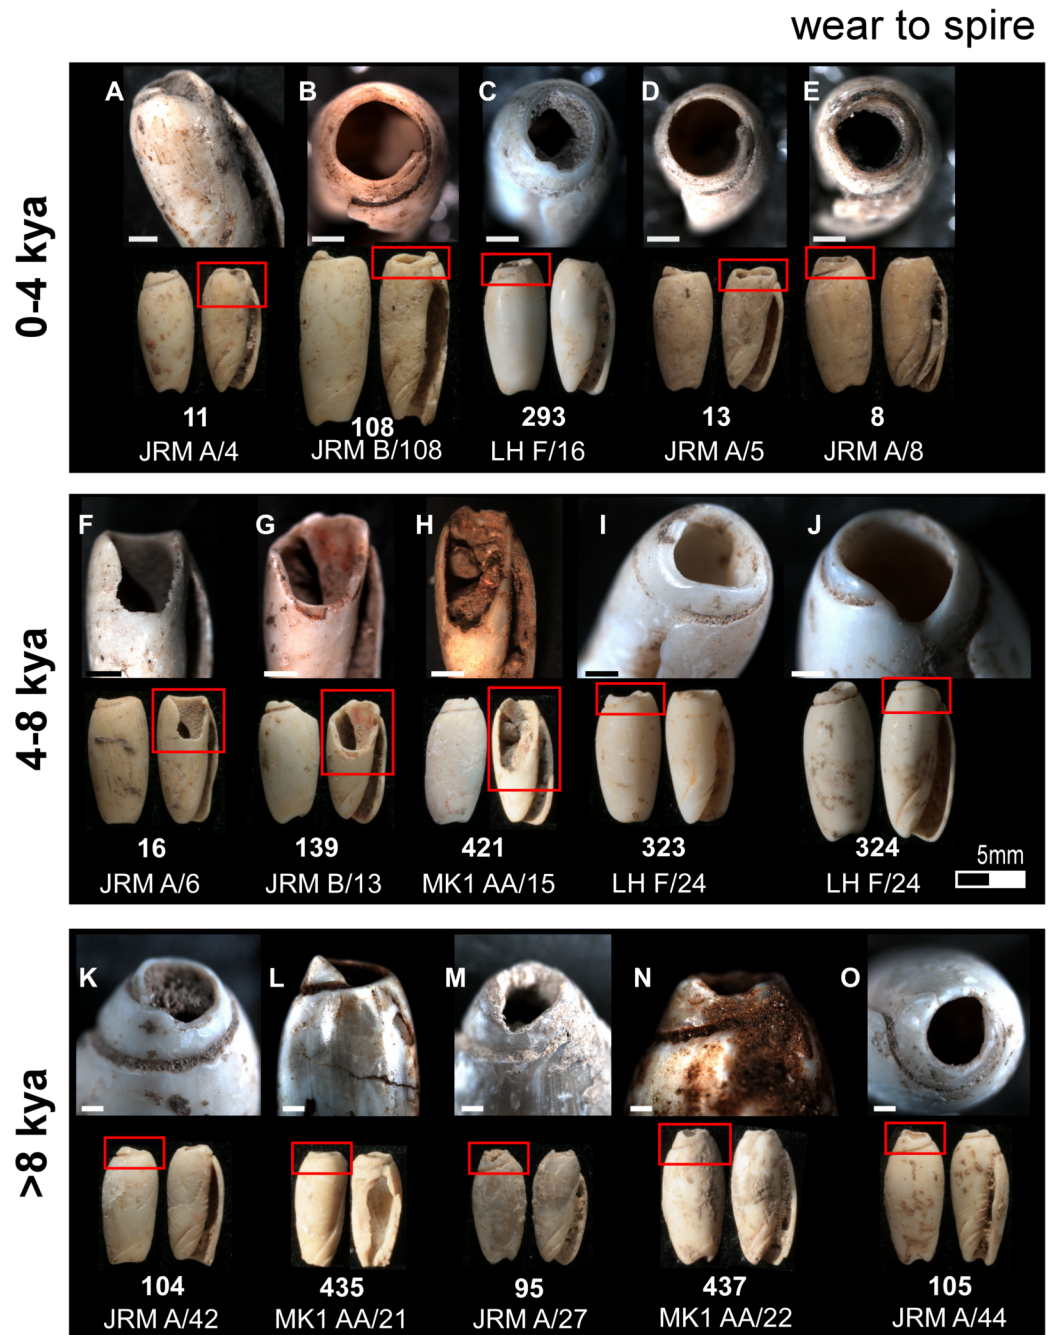 wear to spire
0-4 kya
A B C D E
11 108 293 13 8
JRM A/4 JRM B/108 LH F/16 JRM A/5 JRM A/8
4-8 kya
F G H I J
16 139 421 323 324
JRM A/6 JRM B/13 MK1 AA/15 LH F/24 LH F/24
5mm
>8 kya
K L M N O
104 435 95 437 105
JRM A/42 MK1 AA/21 JRM A/27 MK1 AA/22 JRM A/44